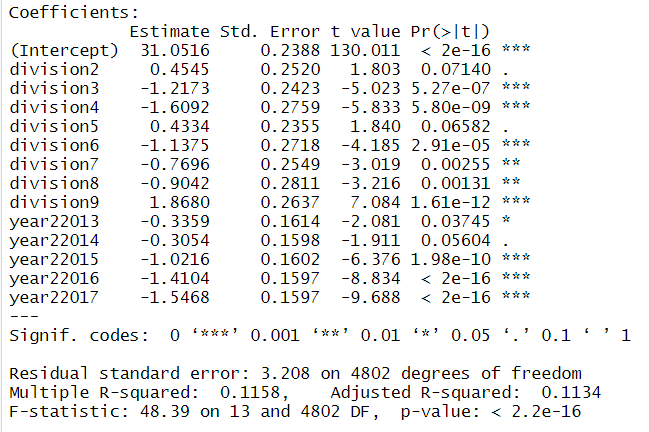 Coefficients:
Estimate Std. Error t value Pr(>|t|)
(Intercept) 31.0516 0.2388 130.011 < 2e-16 ***
division2 0.4545 0.2520 1.803 0.07140 .
division3 -1.2173 0.2423 -5.023 5.27e-07 ***
division4 -1.6092 0.2759 -5.833 5.80e-09 ***
division5 0.4334 0.2355 1.840 0.06582 .
division6 -1.1375 0.2718 -4.185 2.91e-05 ***
division7 -0.7696 0.2549 -3.019 0.00255 **
division8 -0.9042 0.2811 -3.216 0.00131 **
division9 1.8680 0.2637 7.084 1.61e-12 ***
year22013 -0.3359 0.1614 -2.081 0.03745 *
year22014 -0.3054 0.1598 -1.911 0.05604 .
year22015 -1.0216 0.1602 -6.376 1.98e-10 ***
year22016 -1.4104 0.1597 -8.834 < 2e-16 ***
year22017 -1.5468 0.1597 -9.688 < 2e-16 ***
---
Signif. codes: 0 ‘***’ 0.001 ‘**’ 0.01 ‘*’ 0.05 ‘.’ 0.1 ‘ ’ 1
Residual standard error: 3.208 on 4802 degrees of freedom
Multiple R-squared: 0.1158, Adjusted R-squared: 0.1134
F-statistic: 48.39 on 13 and 4802 DF, p-value: < 2.2e-16